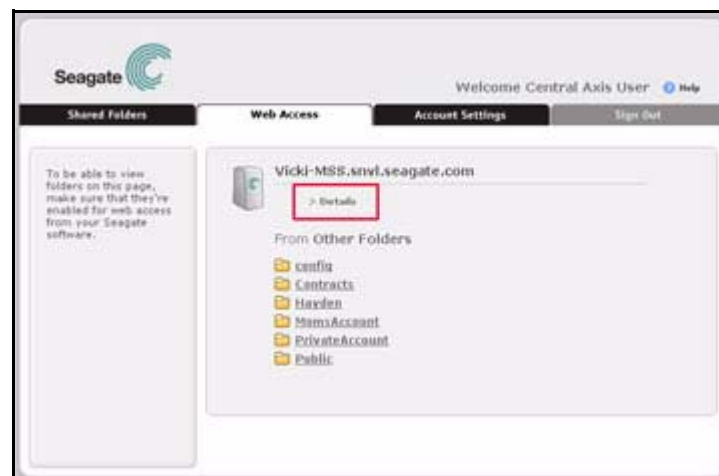 Seagate
Welcome Central Axis User Help
Shared Folders Web Access Account Settings Sign Out
To be able to view
folders on this page,
make sure that they're
enabled for web access
from your Seagate
software.
Vicki-MSS.snvl.seagate.com
> Details
From Other Folders
config
Contracts
Hayden
MomsAccount
PrivateAccount
Public